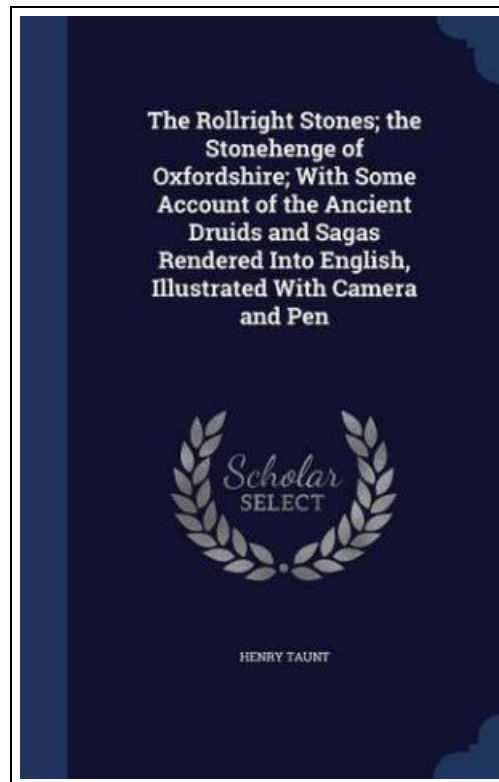 The Rollright Stones; the
Stonehenge of
Oxfordshire; With Some
Account of the Ancient
Druids and Sagas
Rendered Into English,
Illustrated With Camera
and Pen
Scholar
SELECT
HENRY TAUNT